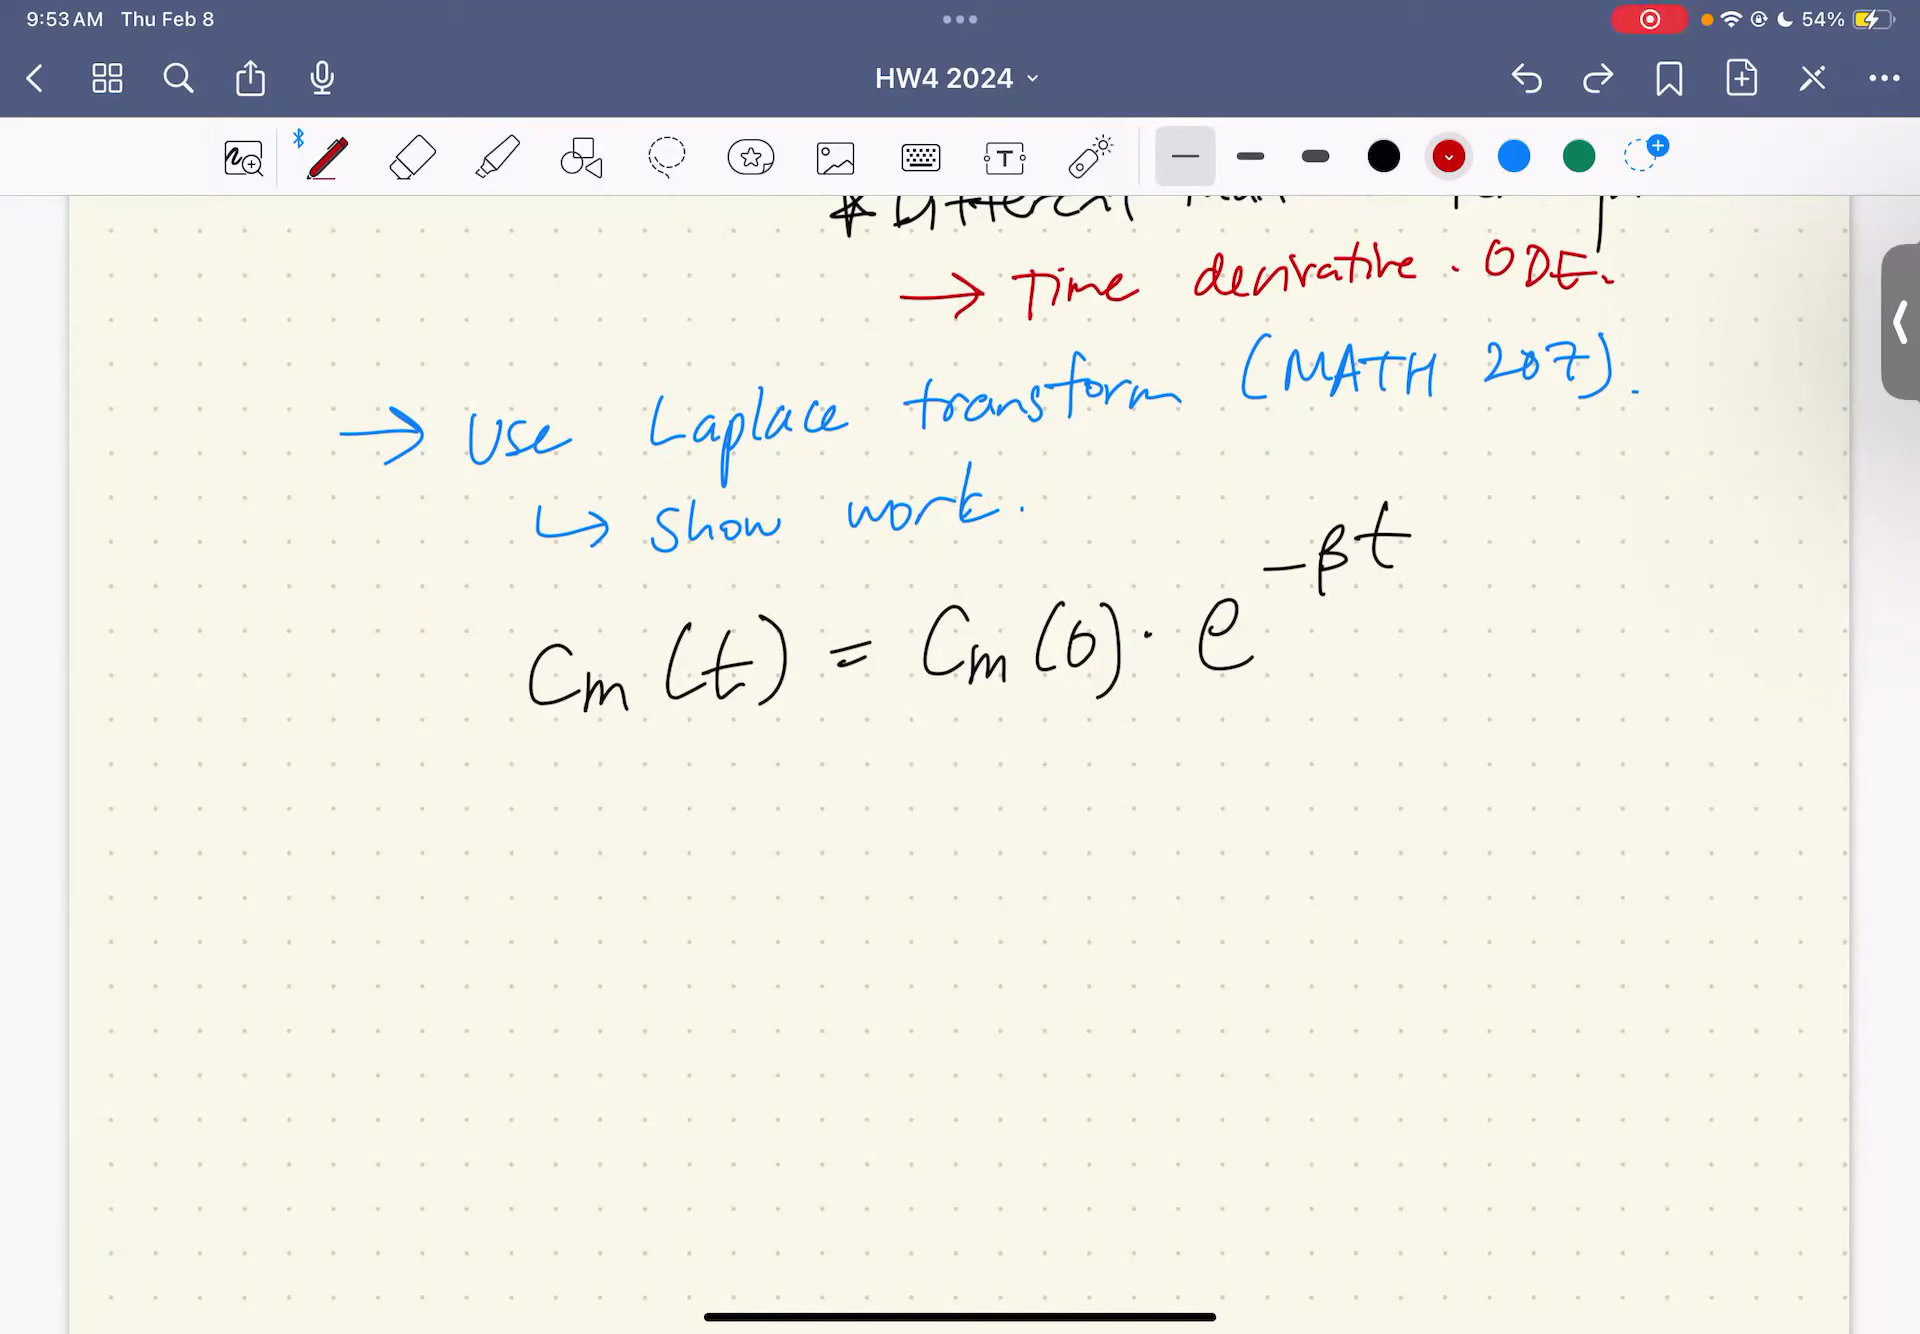 9:53 AM Thu Feb 8
54%
HW4 2024
T
* Different
→ Time derivative. ODE.
→ Use Laplace transform (MATH 207).
↳ show work.
Cm (t) = Cm (0) · e^-βt